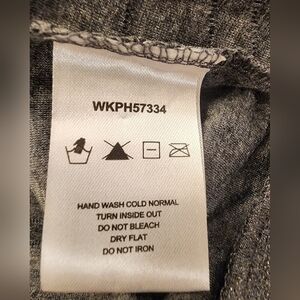 WKPH57334
HAND WASH COLD NORMAL
TURN INSIDE OUT
DO NOT BLEACH
DRY FLAT
DO NOT IRON